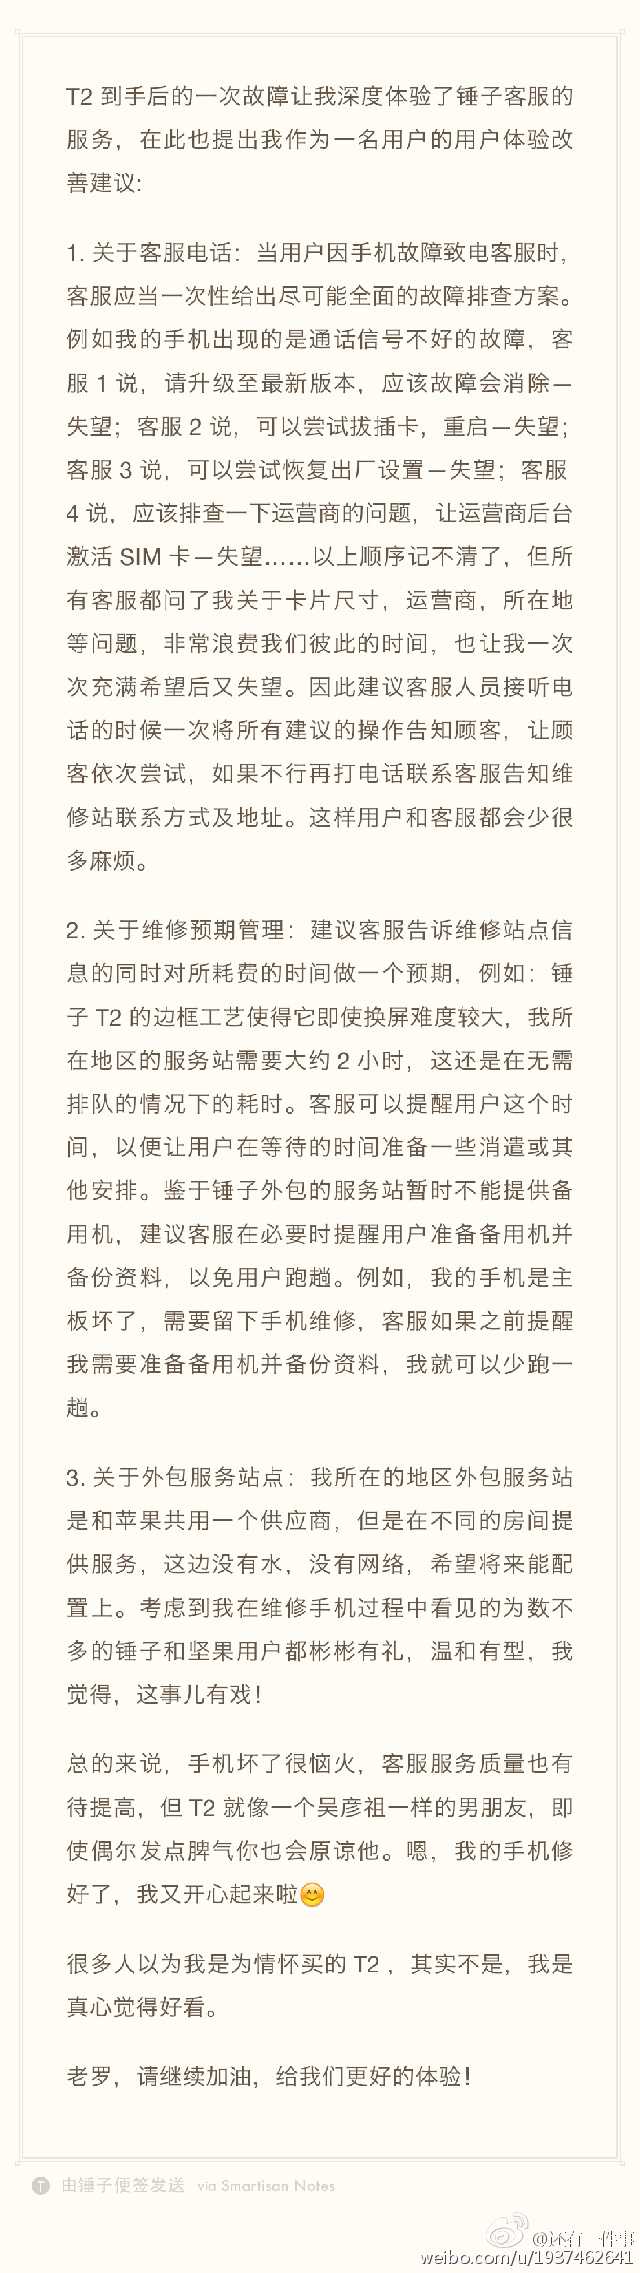 T2 到手后的一次故障让我深度体验了锤子客服的
服务，在此也提出我作为一名用户的用户体验改
善建议:
1. 关于客服电话：当用户因手机故障致电客服时，
客服应当一次性给出尽可能全面的故障排查方案。
例如我的手机出现的是通话信号不好的故障，客
服 1 说，请升级至最新版本，应该故障会消除—
失望；客服 2 说，可以尝试拔插卡，重启—失望；
客服 3 说，可以尝试恢复出厂设置—失望；客服
4 说，应该排查一下运营商的问题，让运营商后台
激活 SIM 卡—失望……以上顺序记不清了，但所
有客服都问了我关于卡片尺寸，运营商，所在地
等问题，非常浪费我们彼此的时间，也让我一次
次充满希望后又失望。因此建议客服人员接听电
话的时候一次将所有建议的操作告知顾客，让顾
客依次尝试，如果不行再打电话联系客服告知维
修站联系方式及地址。这样用户和客服都会少很
多麻烦。
2. 关于维修预期管理：建议客服告诉维修站点信
息的同时对所耗费的时间做一个预期，例如：锤
子 T2 的边框工艺使得它即使换屏难度较大，我所
在地区的服务站需要大约 2 小时，这还是在无需
排队的情况下的耗时。客服可以提醒用户这个时
间，以便让用户在等待的时间准备一些消遣或其
他安排。鉴于锤子外包的服务站暂时不能提供备
用机，建议客服在必要时提醒用户准备备用机并
备份资料，以免用户跑趟。例如，我的手机是主
板坏了，需要留下手机维修，客服如果之前提醒
我需要准备备用机并备份资料，我就可以少跑一
趟。
3. 关于外包服务站点：我所在的地区外包服务站
是和苹果共用一个供应商，但是在不同的房间提
供服务，这边没有水，没有网络，希望将来能配
置上。考虑到我在维修手机过程中看见的为数不
多的锤子和坚果用户都彬彬有礼，温和有型，我
觉得，这事儿有戏！
总的来说，手机坏了很恼火，客服服务质量也有
待提高，但 T2 就像一个吴彦祖一样的男朋友，即
使偶尔发点脾气你也会原谅他。嗯，我的手机修
好了，我又开心起来啦😊
很多人以为我是为情怀买的 T2 ，其实不是，我是
真心觉得好看。
老罗，请继续加油，给我们更好的体验！
由锤子便签发送 via Smartisan Notes
@还有一件事
weibo.com/u/1937462641